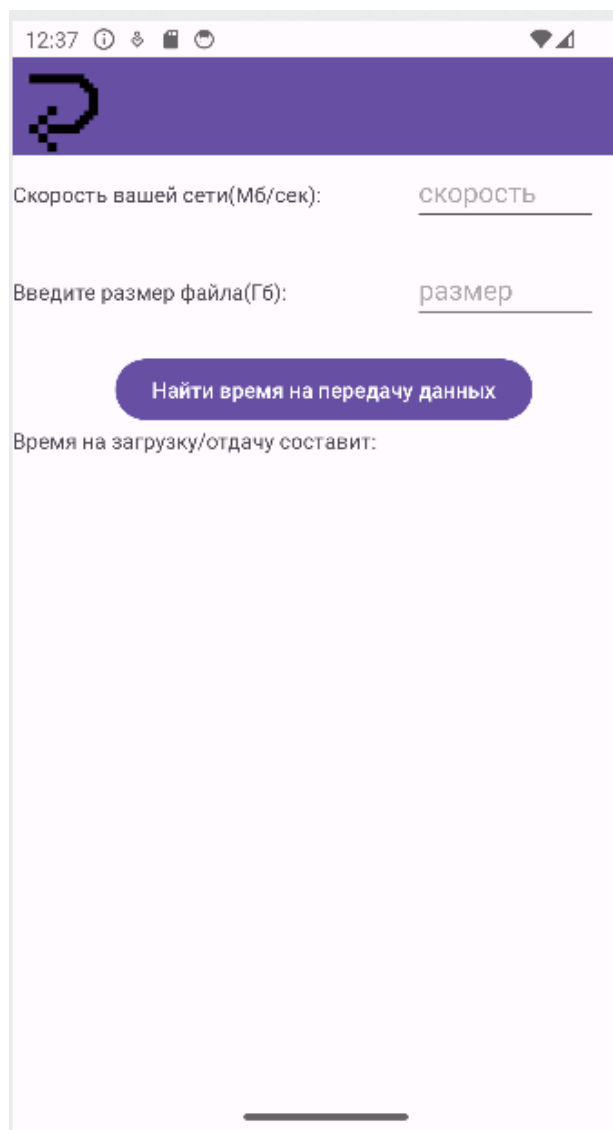 12:37
Скорость вашей сети(Мб/сек): скорость
Введите размер файла(Гб): размер
Найти время на передачу данных
Время на загрузку/отдачу составит: